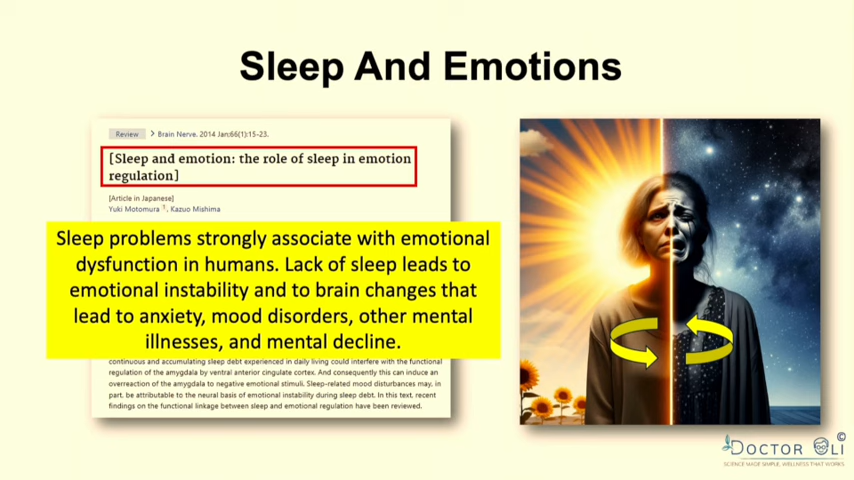 Sleep And Emotions
Review > Brain Nerve. 2014 Jan;66(1):15-23.
[Sleep and emotion: the role of sleep in emotion
regulation]
[Article in Japanese]
Yuki Motomura 1, Kazuo Mishima
Sleep problems strongly associate with emotional
dysfunction in humans. Lack of sleep leads to
emotional instability and to brain changes that
lead to anxiety, mood disorders, other mental
illnesses, and mental decline.
continuous and accumulating sleep debt experienced in daily living could interfere with the functional
regulation of the amygdala by ventral anterior cingulate cortex. And consequently this can induce an
overreaction of the amygdala to negative emotional stimuli. Sleep-related mood disturbances may, in
part, be attributable to the neural basis of emotional instability during sleep debt. In this text, recent
findings on the functional linkage between sleep and emotional regulation have been reviewed.
DOCTOR OLI ©
SCIENCE MADE SIMPLE, WELLNESS THAT WORKS